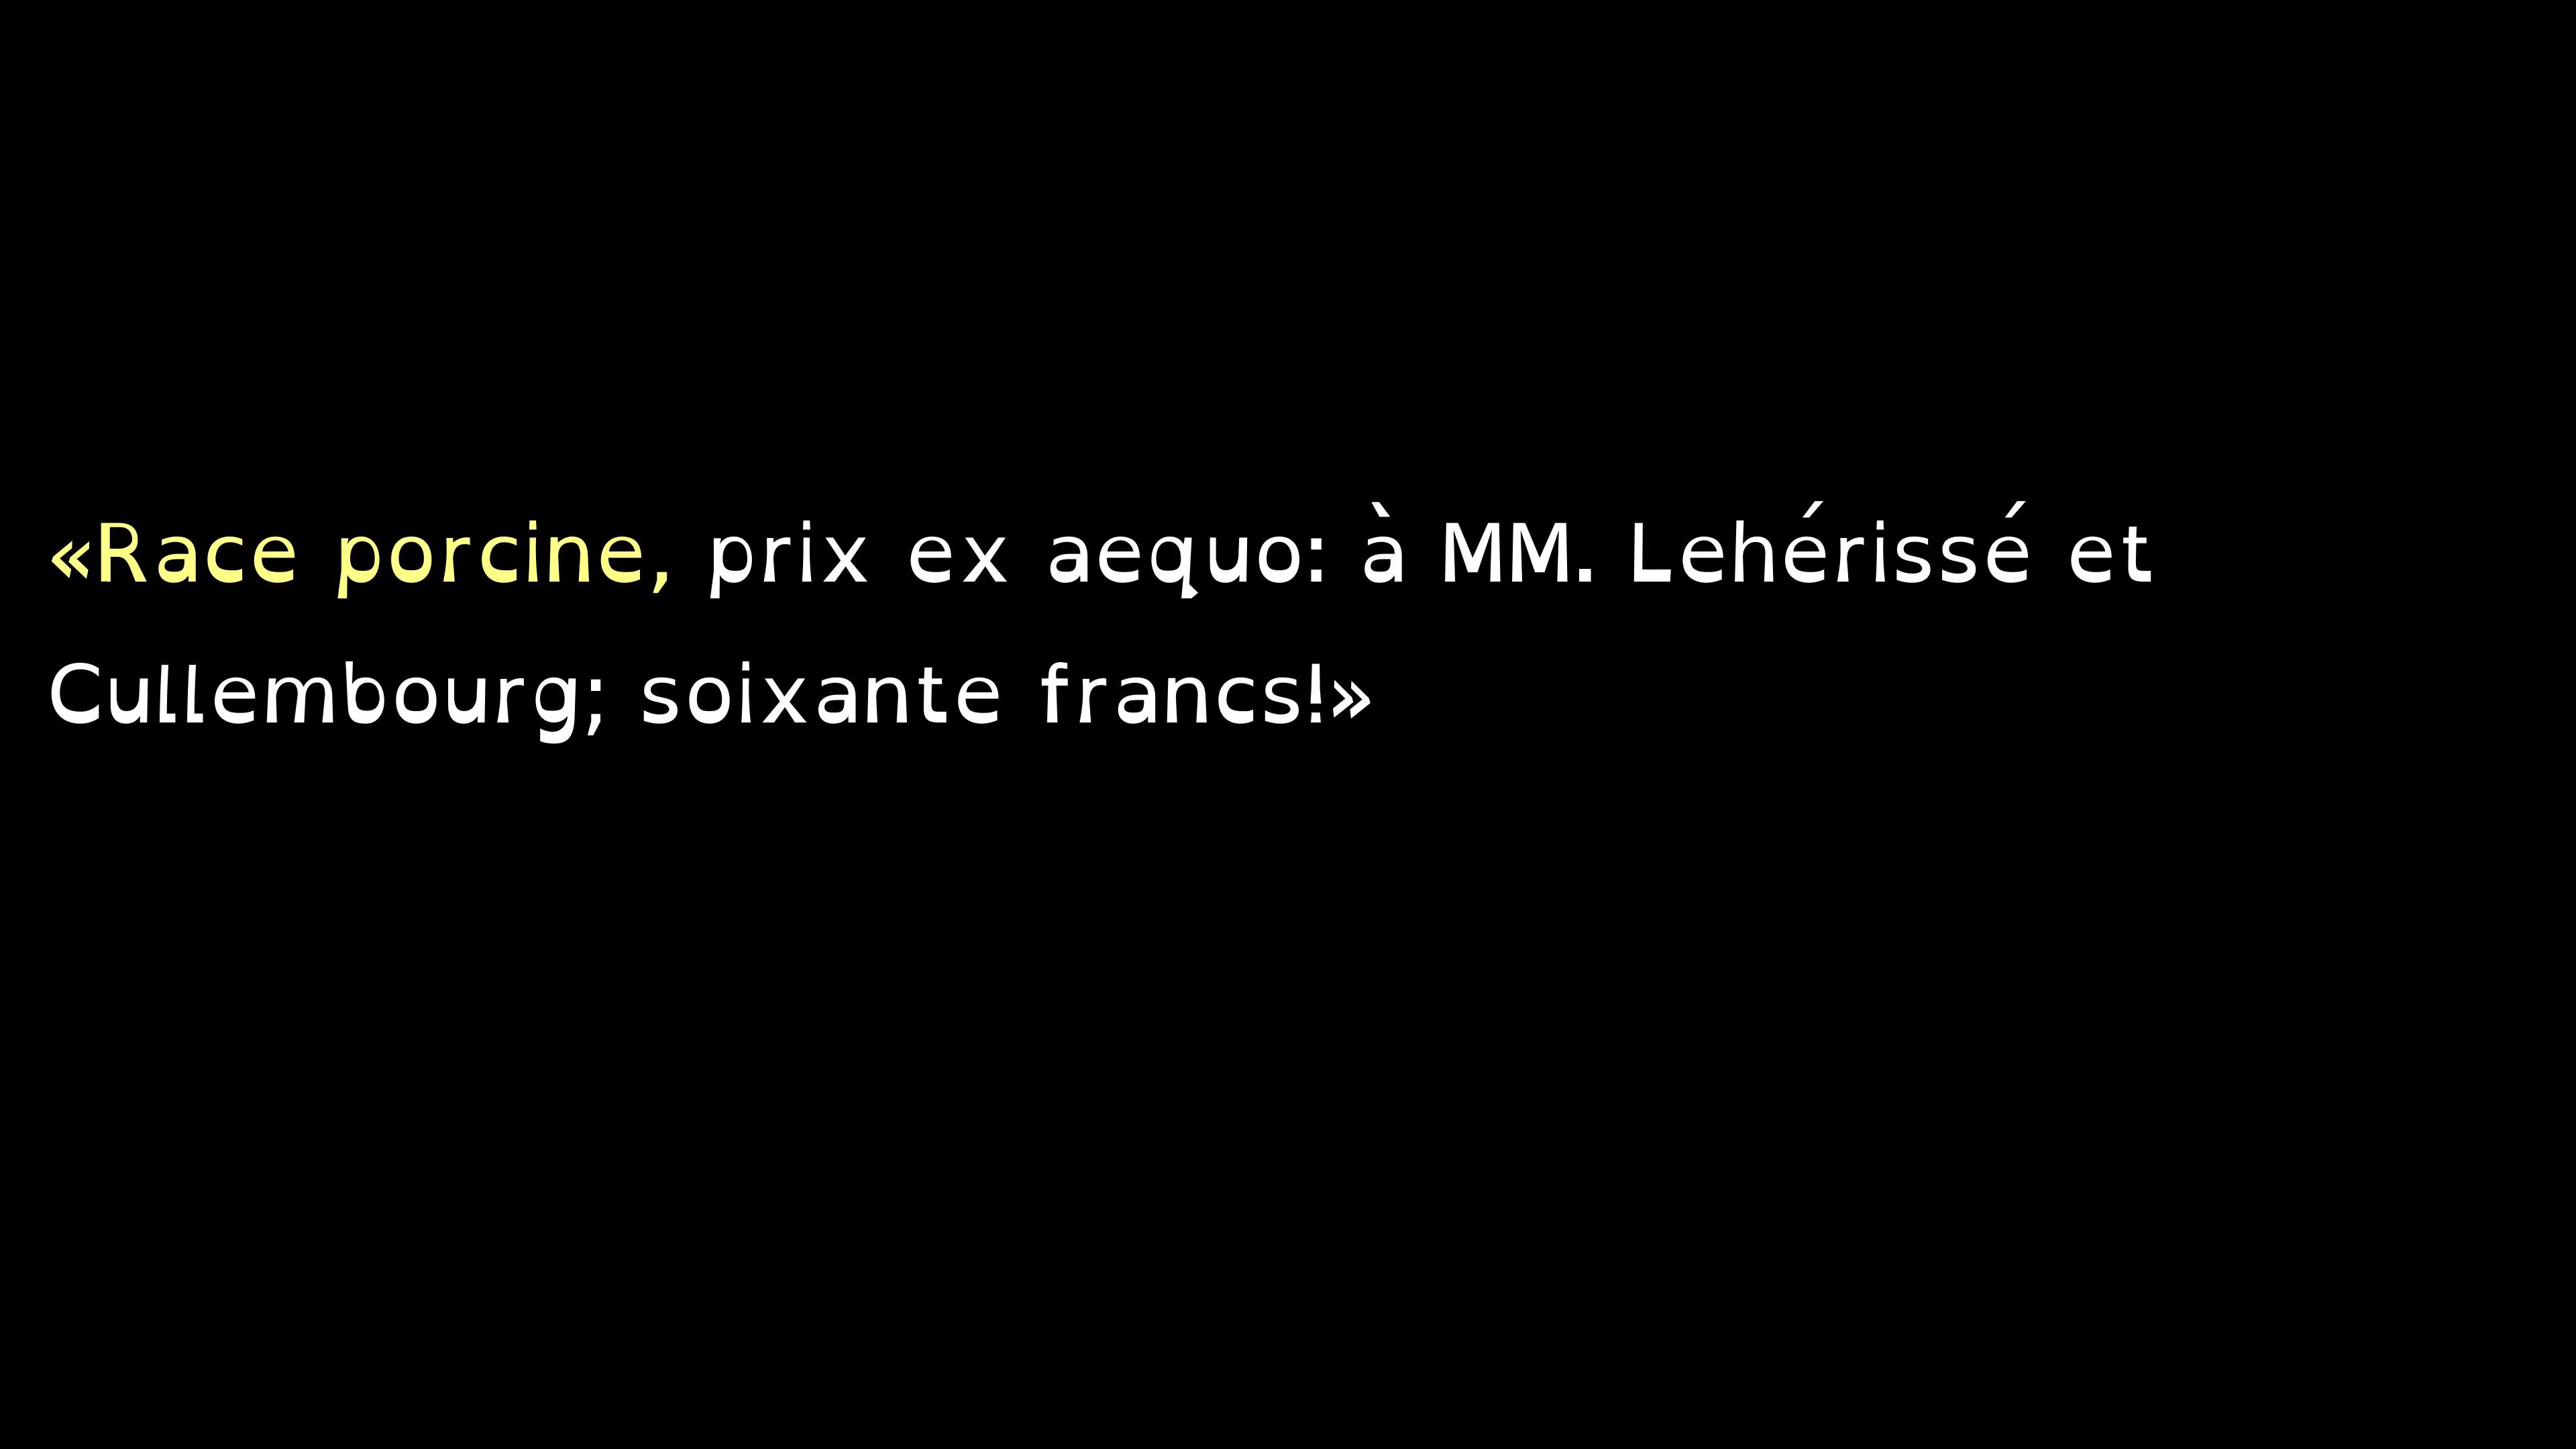 «Race porcine, prix ex aequo: à MM. Lehérissé et
Cullembourg; soixante francs!»